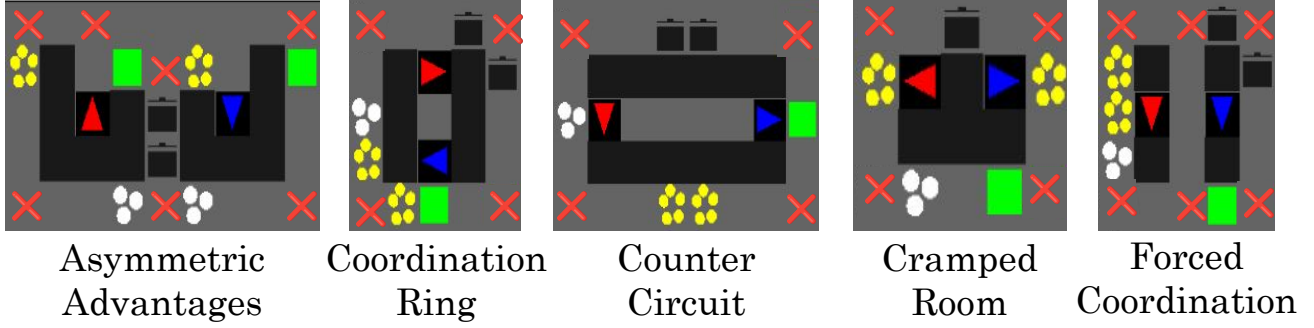 Asymmetric
Advantages
Coordination
Ring
Counter
Circuit
Cramped
Room
Forced
Coordination